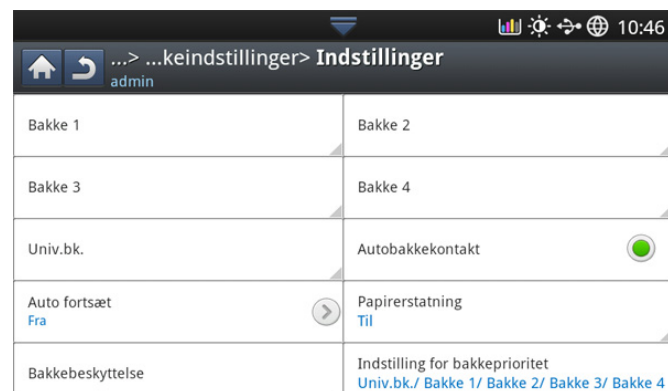 10:46
...> ...keindstillinger> Indstillinger
admin
Bakke 1
Bakke 2
Bakke 3
Bakke 4
Univ.bk.
Autobakkekontakt
Auto fortsæt
Fra
Papirerstatning
Til
Bakkebeskyttelse
Indstilling for bakkeprioritet
Univ.bk./ Bakke 1/ Bakke 2/ Bakke 3/ Bakke 4